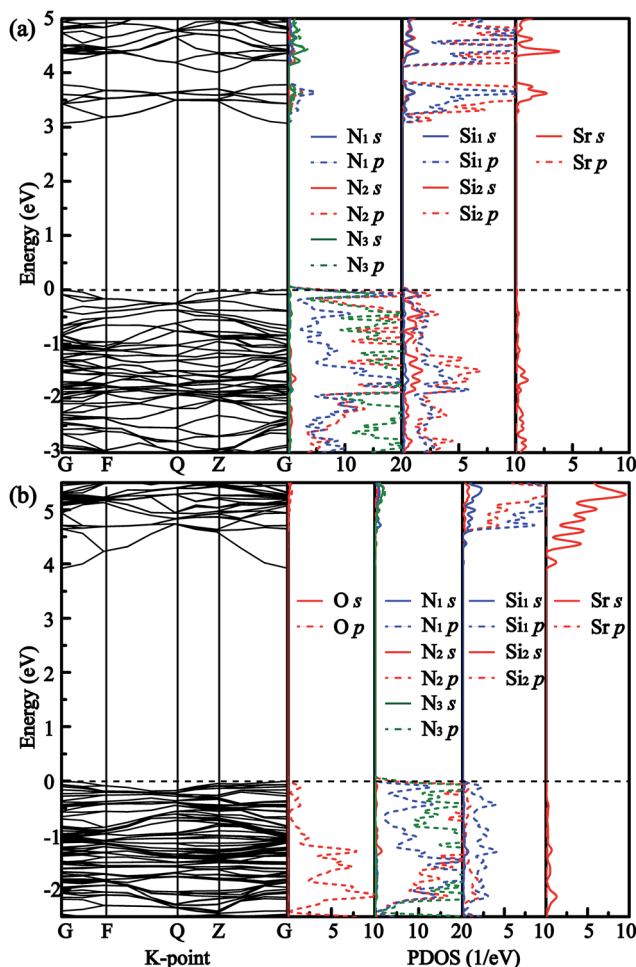 (a)
5
4
3
2
1
0
-1
-2
-3
Energy (eV)
N₁ s
N₁ p
N₂ s
N₂ p
N₃ s
N₃ p
Si₁ s
Si₁ p
Si₂ s
Si₂ p
Sr s
Sr p
G F Q Z G 10 20 5 10 5 10
(b)
5
4
3
2
1
0
-1
-2
Energy (eV)
O s
O p
N₁ s
N₁ p
N₂ s
N₂ p
N₃ s
N₃ p
Si₁ s
Si₁ p
Si₂ s
Si₂ p
Sr s
Sr p
G F Q Z G 5 10 10 20 5 10 5 10
K-point PDOS (1/eV)